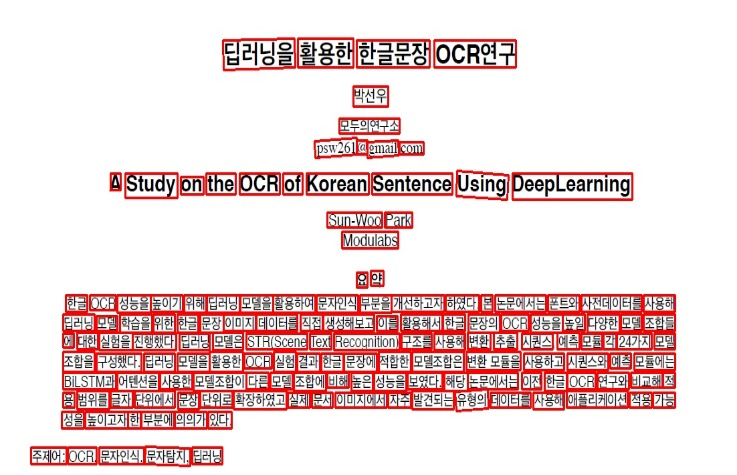 딥러닝을 활용한 한글문장 OCR연구
박선우
모두의연구소
psw261@gmail.com
A Study on the OCR of Korean Sentence Using DeepLearning
Sun-Woo Park
Modulabs
요 약
한글 OCR 성능을 높이기 위해 딥러닝 모델을 활용하여 문자인식 부분을 개선하고자 하였다. 본 논문에서는 폰트와 사전데이터를 사용해
딥러닝 모델 학습을 위한 한글 문장 이미지 데이터를 직접 생성해보고 이를 활용해서 한글 문장의 OCR 성능을 높일 다양한 모델 조합들
에 대한 실험을 진행했다. 딥러닝 모델은 STR(Scene Text Recognition) 구조를 사용해 변환, 추출, 시퀀스, 예측 모듈 각 24가지 모델
조합을 구성했다. 딥러닝 모델을 활용한 OCR 실험 결과 한글 문장에 적합한 모델조합은 변환 모듈을 사용하고 시퀀스와 예측 모듈에는
BiLSTM과 어텐션을 사용한 모델조합이 다른 모델 조합에 비해 높은 성능을 보였다. 해당 논문에서는 이전 한글 OCR 연구와 비교해 적
용 범위를 글자 단위에서 문장 단위로 확장하였고 실제 문서 이미지에서 자주 발견되는 유형의 데이터를 사용해 애플리케이션 적용 가능
성을 높이고자한 부분에 의의가 있다.
주제어: OCR, 문자인식, 문자탐지, 딥러닝